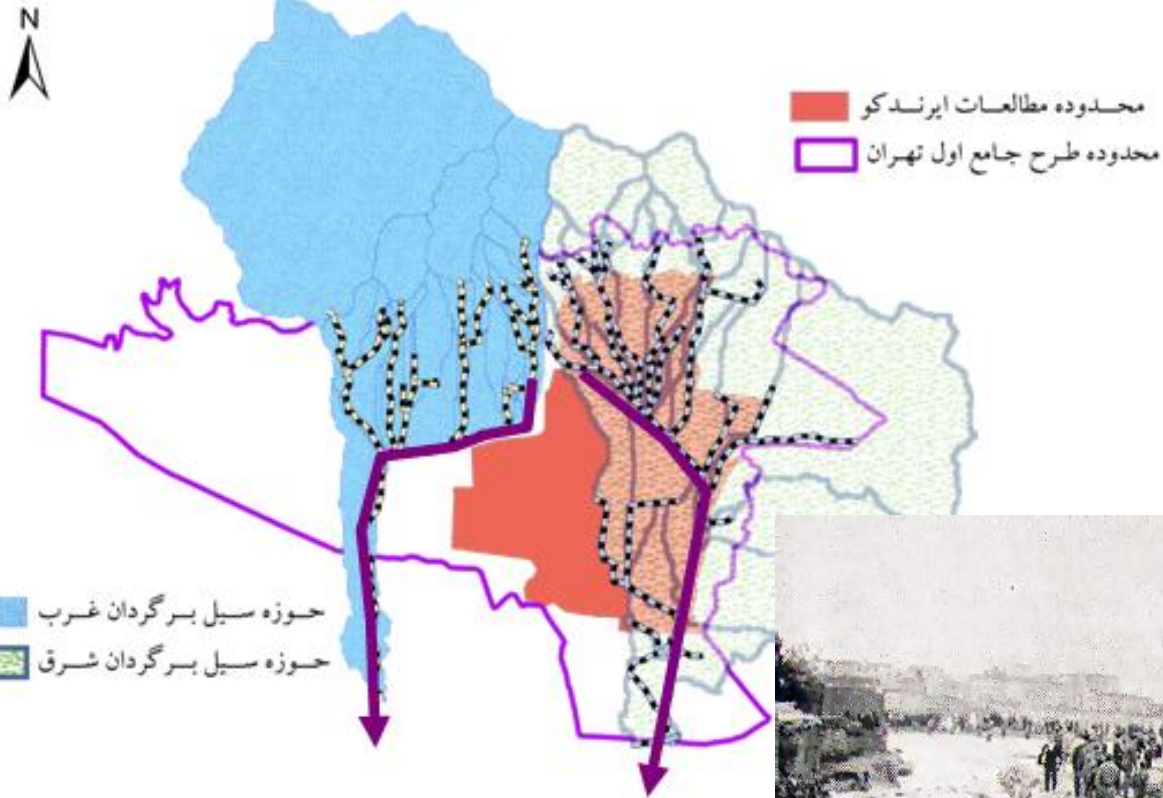 N
محدوده مطالعات ایرندکو
محدوده طرح جامع اول تهران
حوزه سیل برگردان غرب
حوزه سیل برگردان شرق